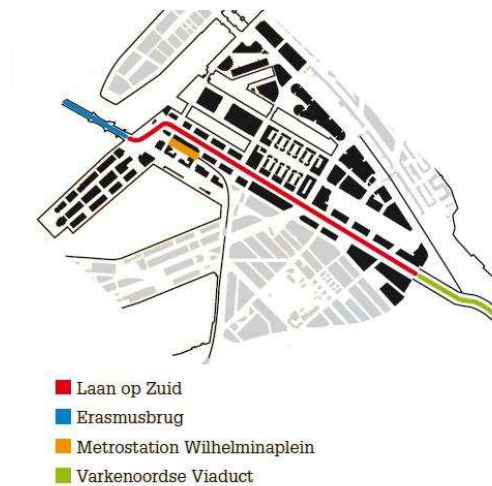 Laan op Zuid
Erasmusbrug
Metrostation Wilhelminaplein
Varkenoordse Viaduct